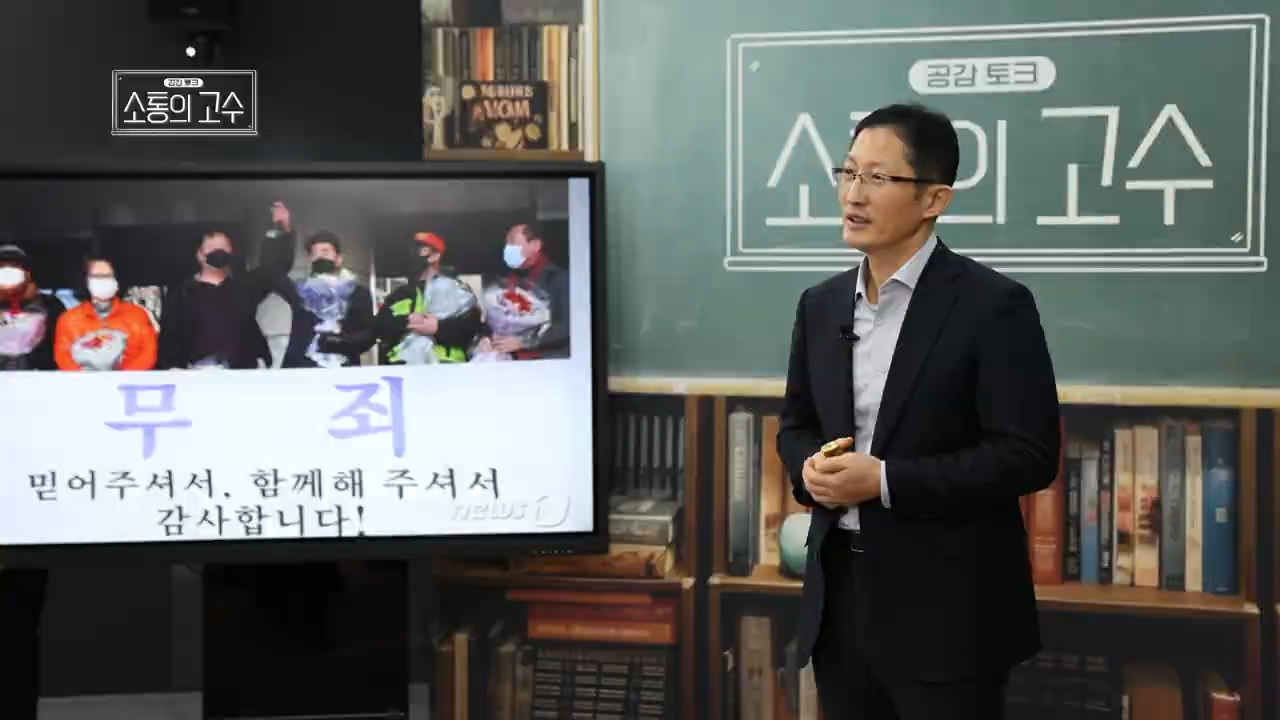 공감 토크
소통의 고수
공감 토크
소통의 고수
무 죄
믿어주셔서. 함께해 주셔서
감사합니다!
news1